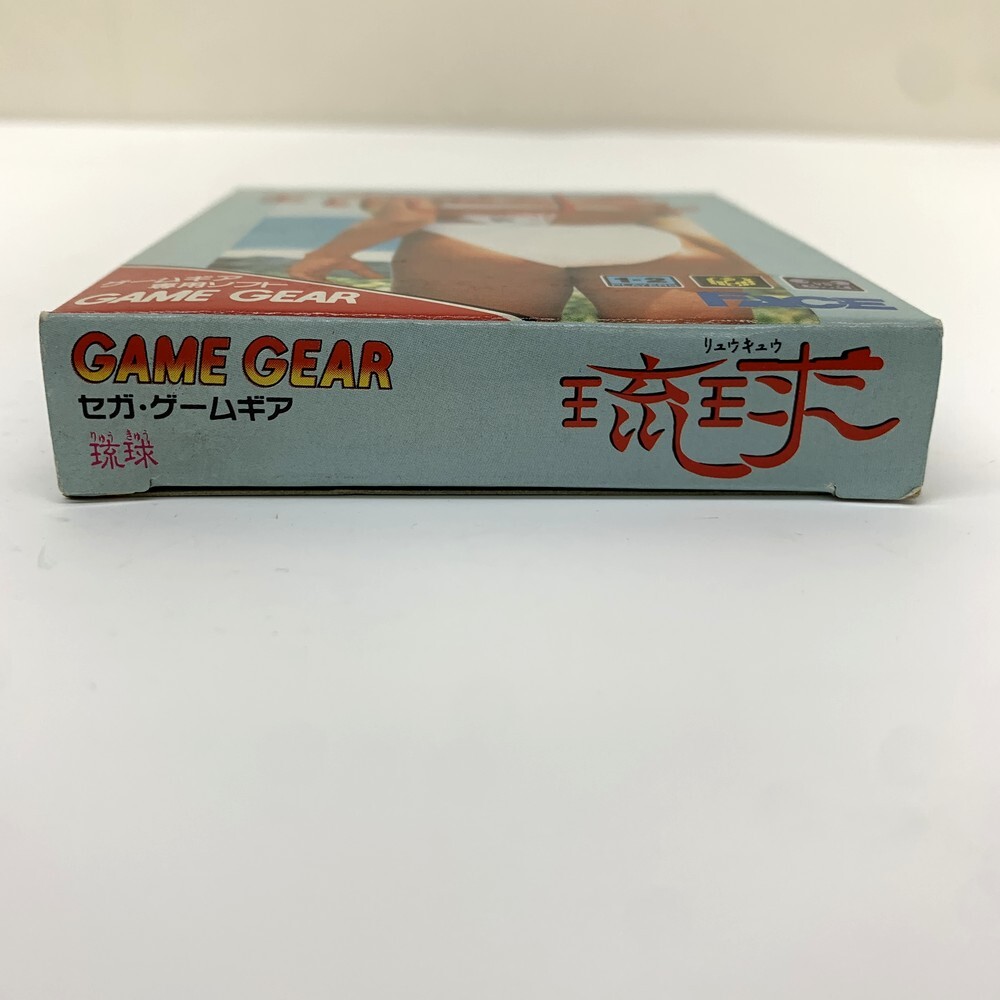 ゲームギア
専用ソフト
GAME GEAR
1-2
FACE
GAME GEAR
セガ・ゲームギア
りゅう きゅう
琉球
リュウキュウ
琉球